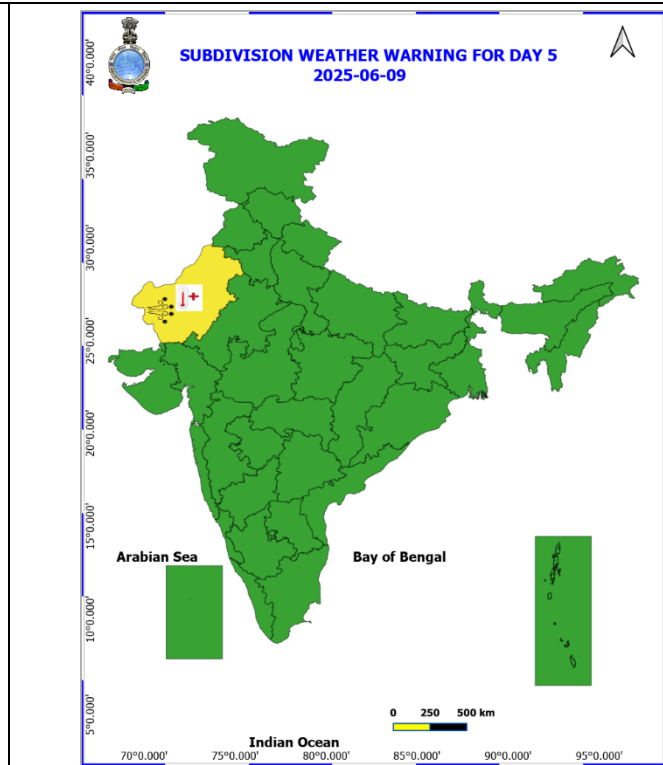 SUBDIVISION WEATHER WARNING FOR DAY 5
2025-06-09
40°0.000'
35°0.000'
30°0.000'
25°0.000'
20°0.000'
15°0.000'
10°0.000'
5°0.000'
Arabian Sea
Bay of Bengal
0 250 500 km
Indian Ocean
70°0.000' 75°0.000' 80°0.000' 85°0.000' 90°0.000' 95°0.000'